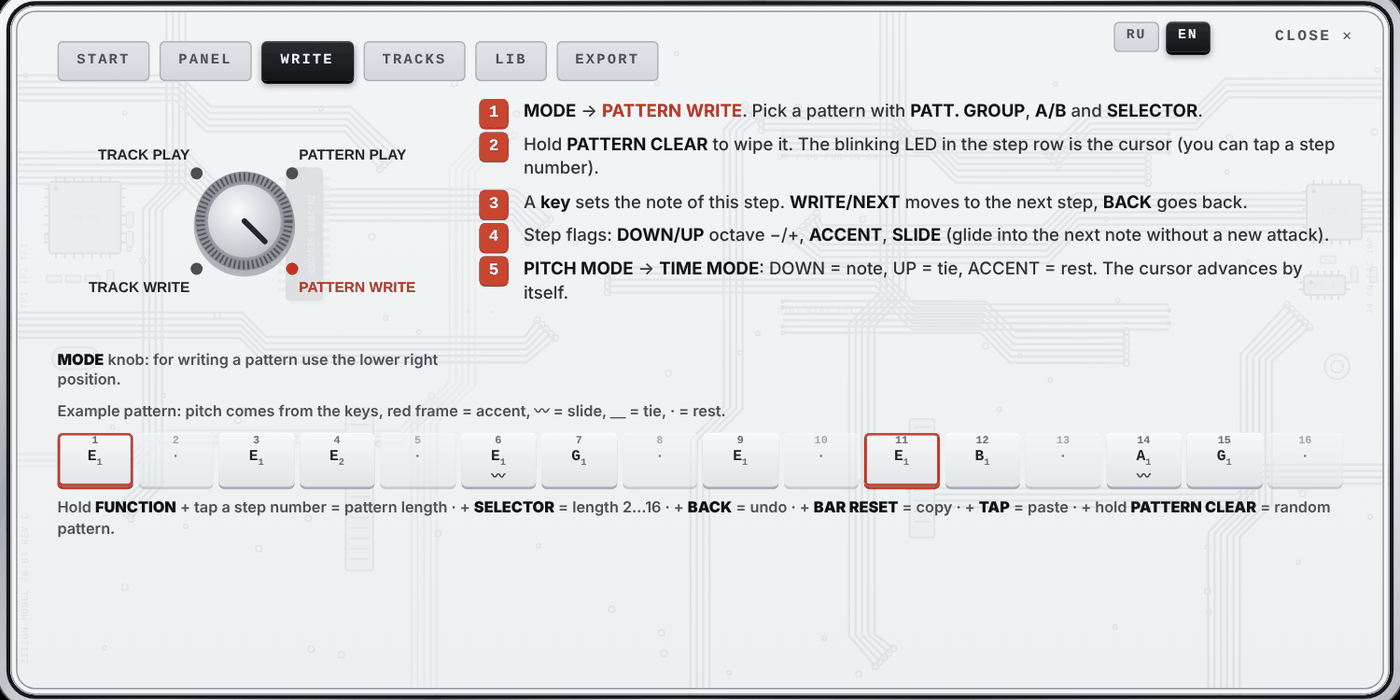 START
PANEL
WRITE
TRACKS
LIB
EXPORT
RU
EN
CLOSE ×
TRACK PLAY
PATTERN PLAY
TRACK WRITE
PATTERN WRITE
MODE knob: for writing a pattern use the lower right
position.
1 MODE → PATTERN WRITE. Pick a pattern with PATT. GROUP, A/B and SELECTOR.
2 Hold PATTERN CLEAR to wipe it. The blinking LED in the step row is the cursor (you can tap a step
number).
3 A key sets the note of this step. WRITE/NEXT moves to the next step, BACK goes back.
4 Step flags: DOWN/UP octave −/+, ACCENT, SLIDE (glide into the next note without a new attack).
5 PITCH MODE → TIME MODE: DOWN = note, UP = tie, ACCENT = rest. The cursor advances by
itself.
Example pattern: pitch comes from the keys, red frame = accent, 〰 = slide, __ = tie, · = rest.
1 2 3 4 5 6 7 8 9 10 11 12 13 14 15 16
E1 · E1 E2 · E1 G1 · E1 · E1 B1 · A1 G1 ·
〰 〰
Hold FUNCTION + tap a step number = pattern length · + SELECTOR = length 2…16 · + BACK = undo · + BAR RESET = copy · + TAP = paste · + hold PATTERN CLEAR = random
pattern.